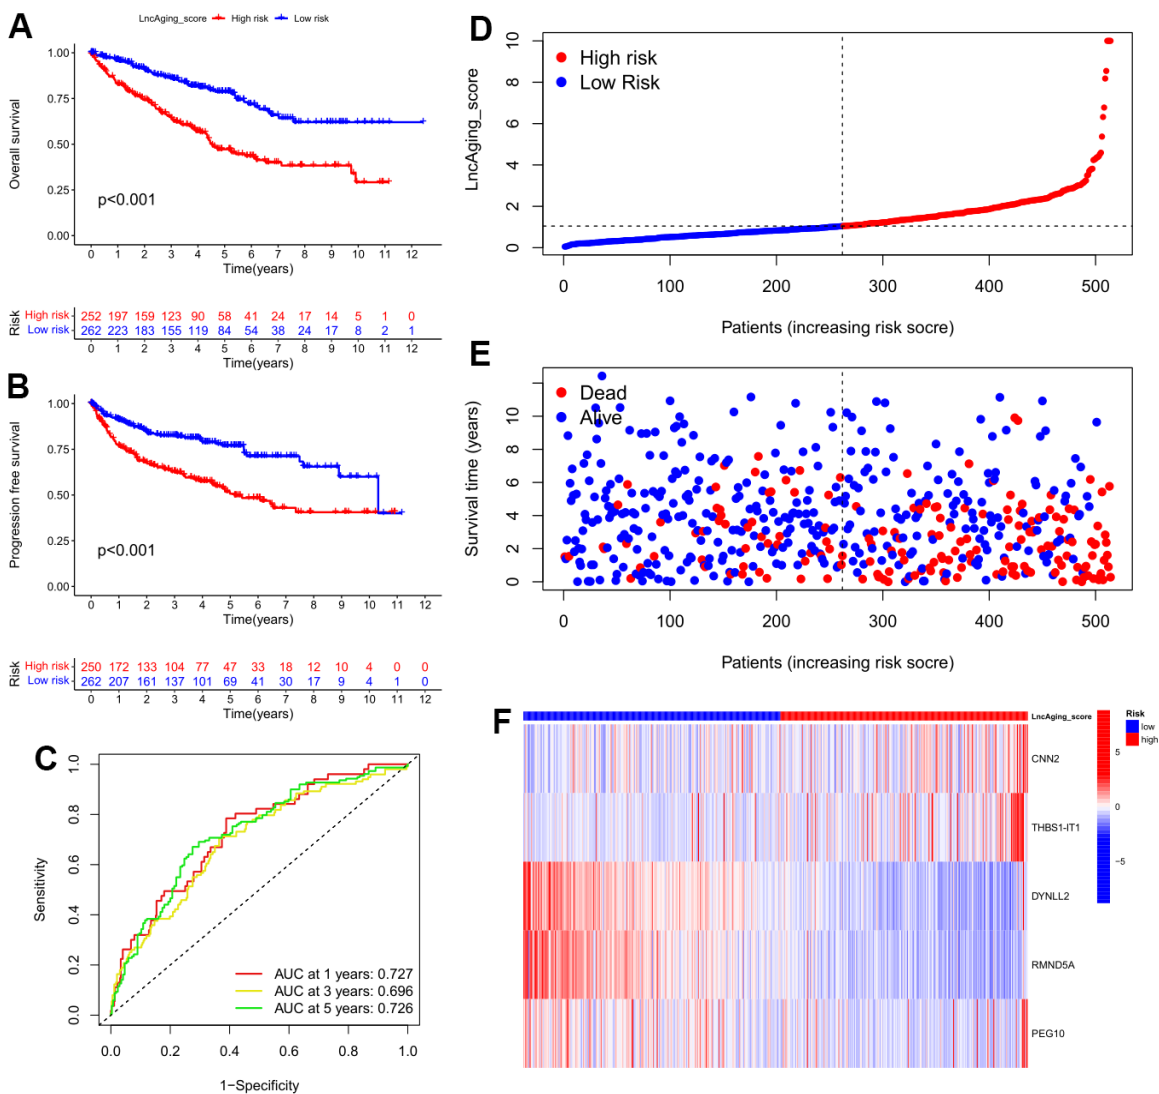 A
LncAging_score High risk Low risk
1.00
0.75
0.50
0.25
0.00
Overall survival
p<0.001
0 1 2 3 4 5 6 7 8 9 10 11 12
Time(years)
Risk
High risk 252 197 159 123 90 58 41 24 17 14 5 1 0
Low risk 262 223 183 155 119 84 54 38 24 17 8 2 1
0 1 2 3 4 5 6 7 8 9 10 11 12
Time(years)
B
1.00
0.75
0.50
0.25
0.00
Progression free survival
p<0.001
0 1 2 3 4 5 6 7 8 9 10 11 12
Time(years)
Risk
High risk 250 172 133 104 77 47 33 18 12 10 4 0 0
Low risk 262 207 161 137 101 69 41 30 17 9 4 1 0
0 1 2 3 4 5 6 7 8 9 10 11 12
Time(years)
C
1.0
0.8
0.6
0.4
0.2
0.0
Sensitivity
AUC at 1 years: 0.727
AUC at 3 years: 0.696
AUC at 5 years: 0.726
0.0 0.2 0.4 0.6 0.8 1.0
1−Specificity
D
10
8
6
4
2
0
LncAging_score
High risk
Low Risk
0 100 200 300 400 500
Patients (increasing risk socre)
E
10
8
6
4
2
0
Survival time (years)
Dead
Alive
0 100 200 300 400 500
Patients (increasing risk socre)
F
LncAging_score
CNN2
THBS1-IT1
DYNLL2
RMND5A
PEG10
5
0
−5
Risk
low
high